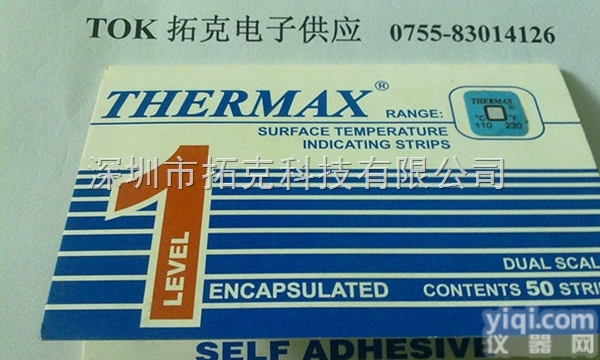 TOK 拓克电子供应 0755-83014126
THERMAX®
RANGE:
THERMAX®
°C °F
110 230
SURFACE TEMPERATURE
INDICATING STRIPS
深圳市拓克科技有限公司
1
LEVEL
DUAL SCAL
ENCAPSULATED CONTENTS 50 STRI
SELF ADHESIVE
yiqi.com
仪器网